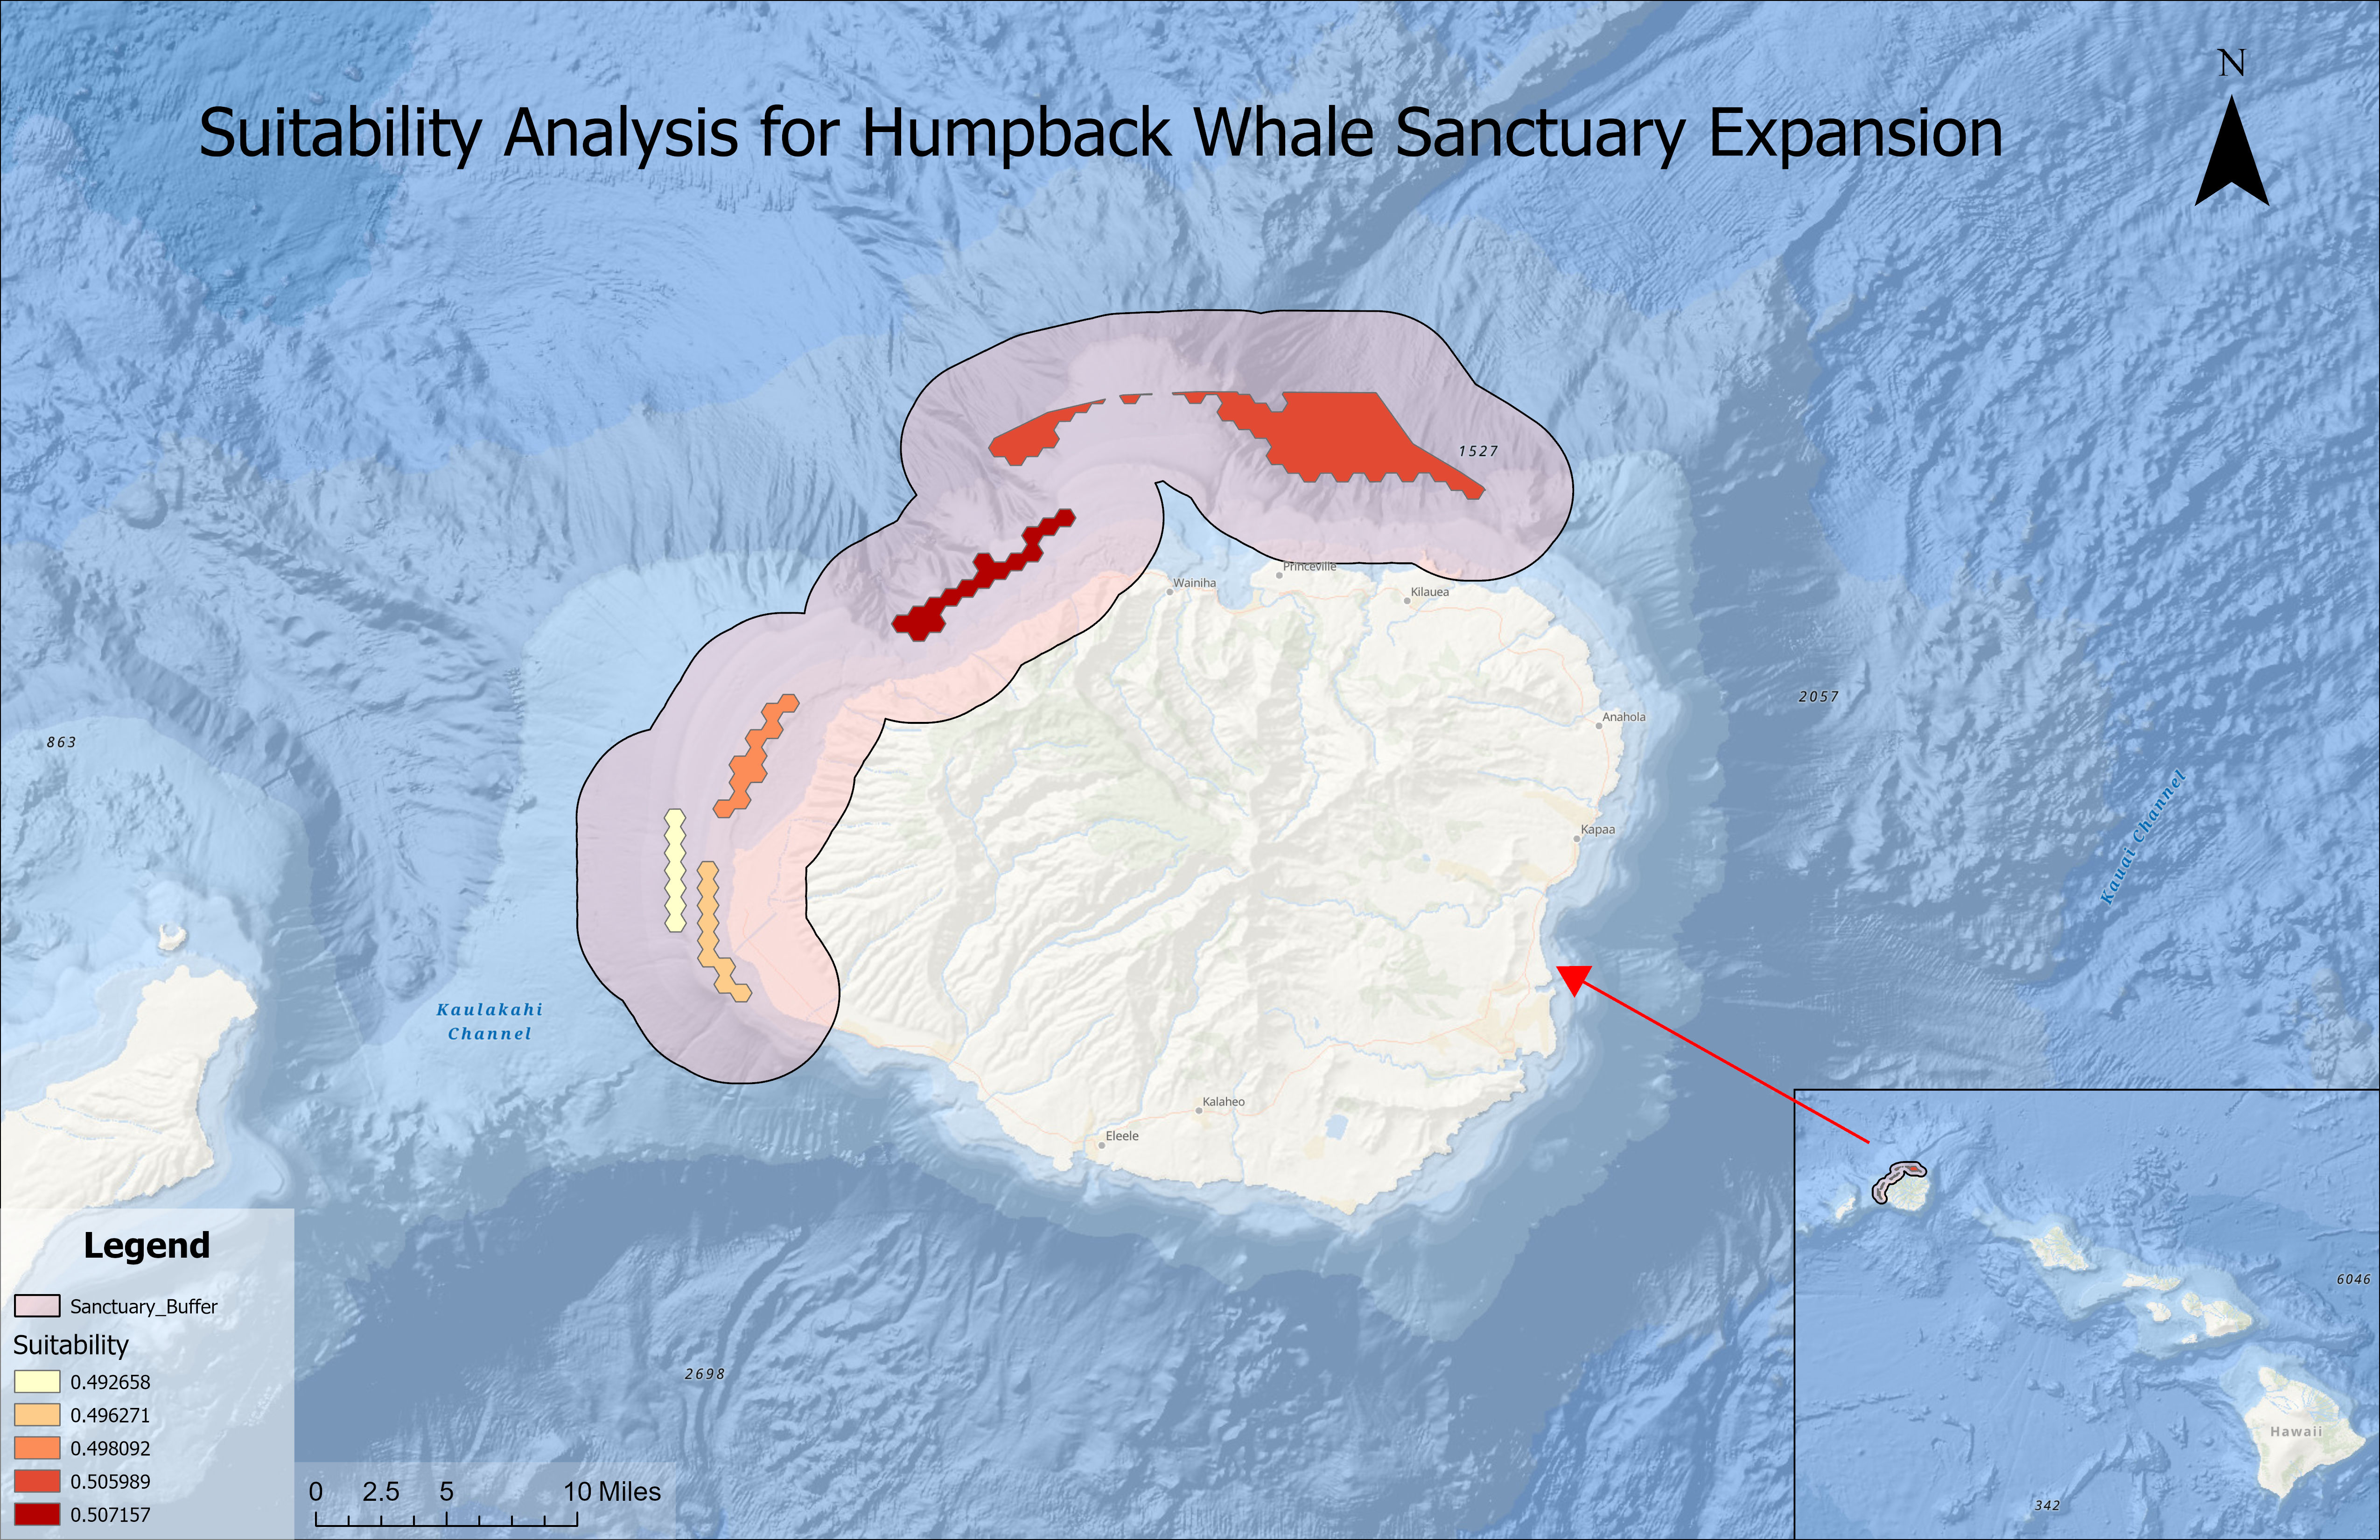 N
Suitability Analysis for Humpback Whale Sanctuary Expansion
1527
Princeville
Wainiha
Kilauea
2057
Anahola
863
Kauai Channel
Kapaa
Kaulakahi
Channel
Kalaheo
Eleele
Legend
Sanctuary_Buffer
Suitability
0.492658
0.496271
0.498092
0.505989
0.507157
2698
0 2.5 5 10 Miles
6046
Hawaii
342